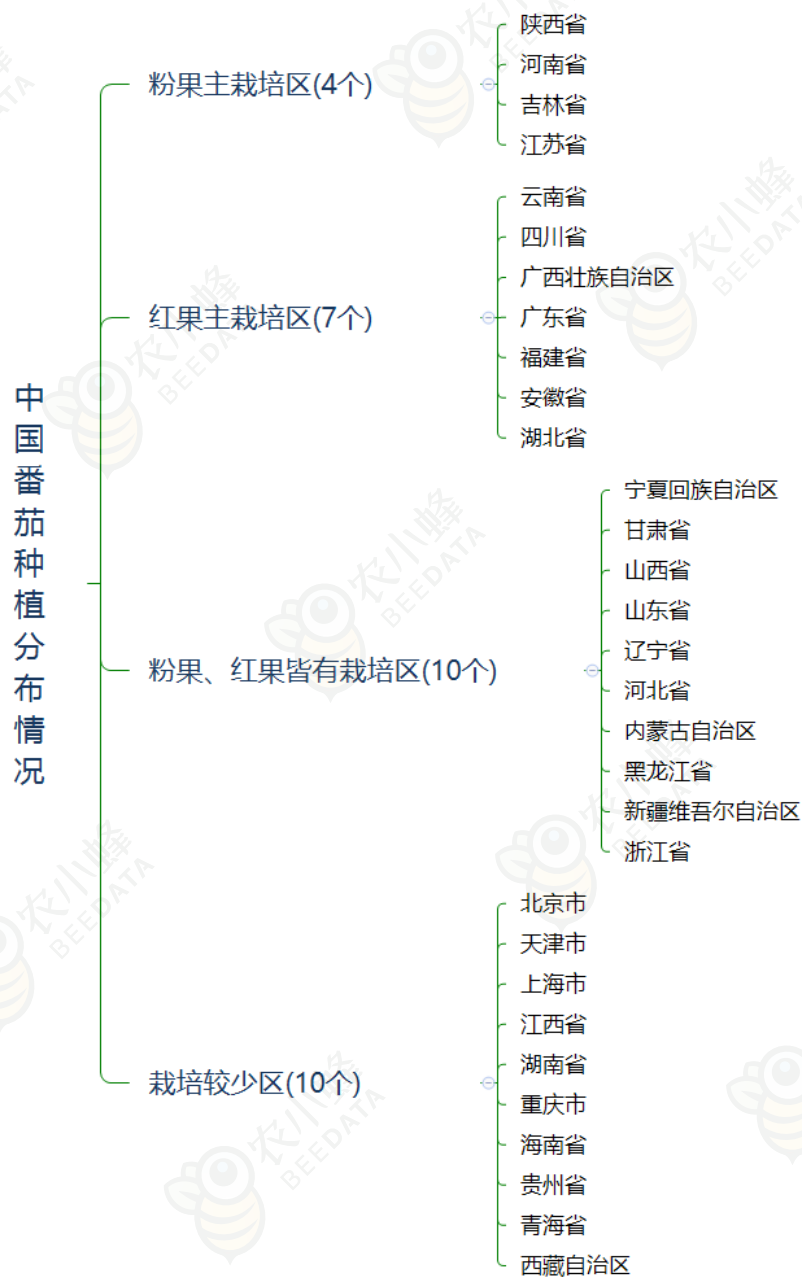 中国番茄种植分布情况
粉果主栽培区(4个)
陕西省
河南省
吉林省
江苏省
红果主栽培区(7个)
云南省
四川省
广西壮族自治区
广东省
福建省
安徽省
湖北省
粉果、红果皆有栽培区(10个)
宁夏回族自治区
甘肃省
山西省
山东省
辽宁省
河北省
内蒙古自治区
黑龙江省
新疆维吾尔自治区
浙江省
栽培较少区(10个)
北京市
天津市
上海市
江西省
湖南省
重庆市
海南省
贵州省
青海省
西藏自治区
农小蜂
BEEDATA